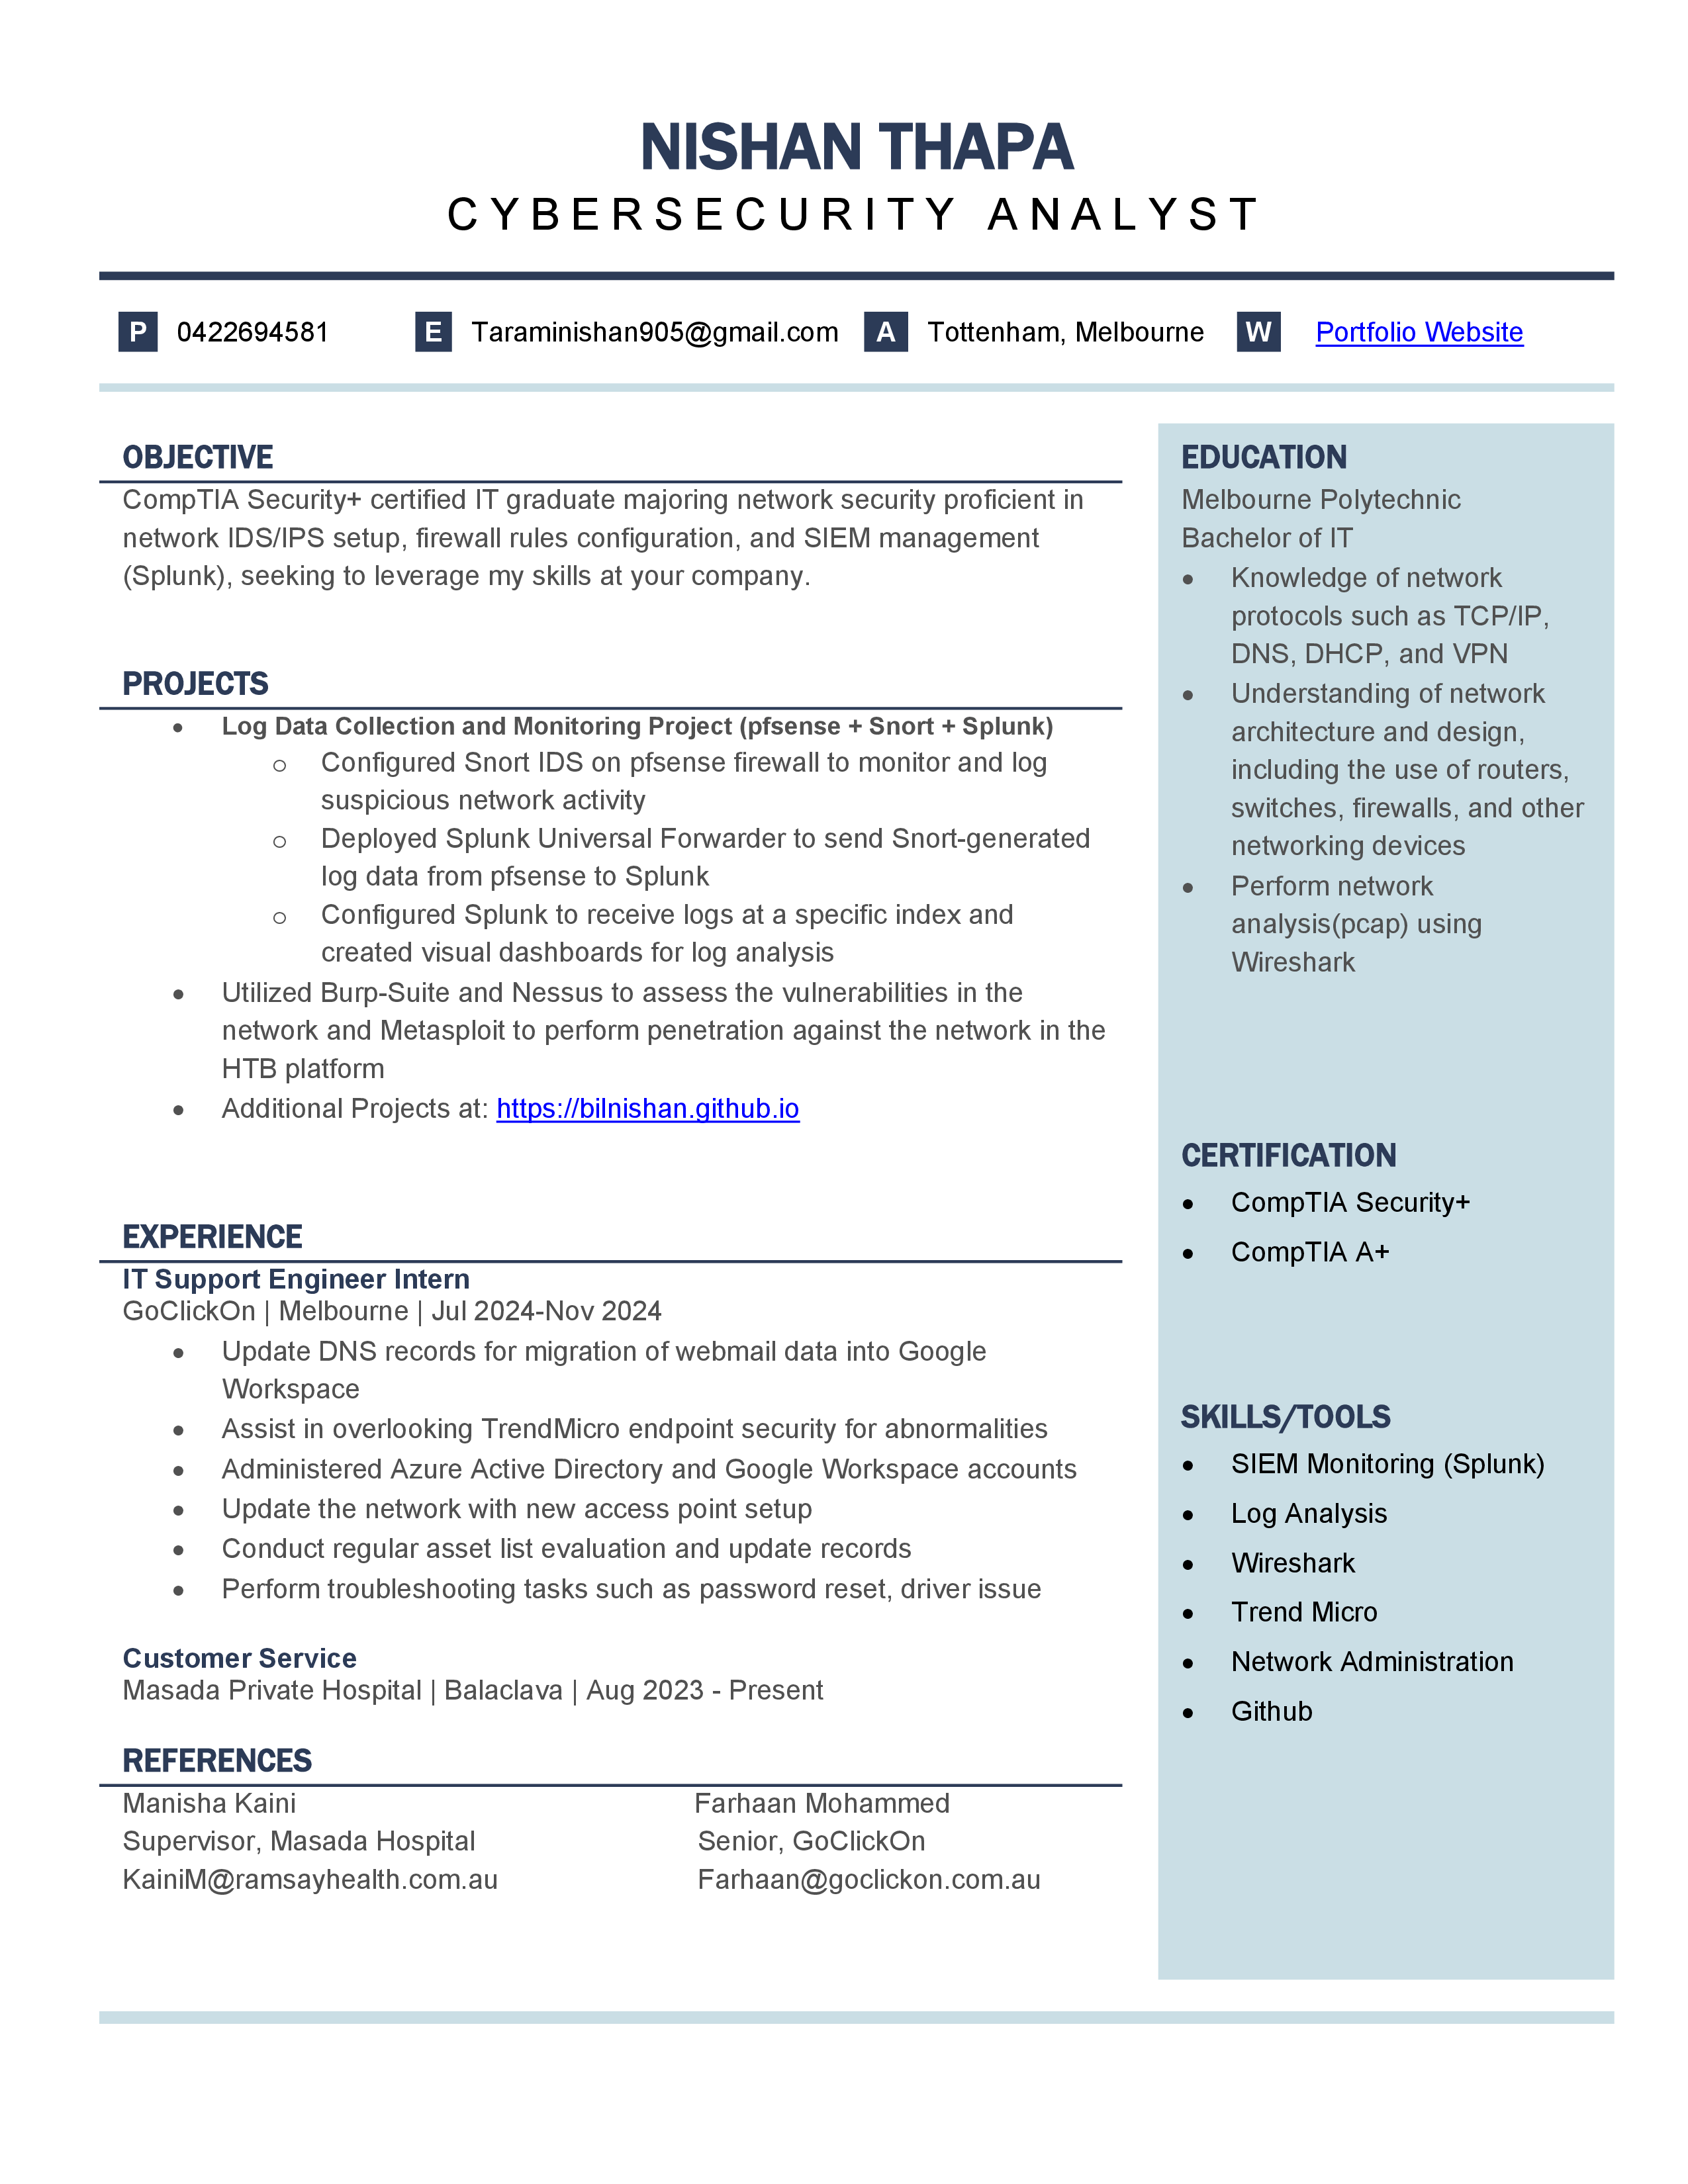 NISHAN THAPA
CYBERSECURITY ANALYST
P 0422694581 E Taraminishan905@gmail.com A Tottenham, Melbourne W Portfolio Website
OBJECTIVE
CompTIA Security+ certified IT graduate majoring network security proficient in
network IDS/IPS setup, firewall rules configuration, and SIEM management
(Splunk), seeking to leverage my skills at your company.
PROJECTS
• Log Data Collection and Monitoring Project (pfsense + Snort + Splunk)
o Configured Snort IDS on pfsense firewall to monitor and log
suspicious network activity
o Deployed Splunk Universal Forwarder to send Snort-generated
log data from pfsense to Splunk
o Configured Splunk to receive logs at a specific index and
created visual dashboards for log analysis
• Utilized Burp-Suite and Nessus to assess the vulnerabilities in the
network and Metasploit to perform penetration against the network in the
HTB platform
• Additional Projects at: https://bilnishan.github.io
EXPERIENCE
IT Support Engineer Intern
GoClickOn | Melbourne | Jul 2024-Nov 2024
• Update DNS records for migration of webmail data into Google
Workspace
• Assist in overlooking TrendMicro endpoint security for abnormalities
• Administered Azure Active Directory and Google Workspace accounts
• Update the network with new access point setup
• Conduct regular asset list evaluation and update records
• Perform troubleshooting tasks such as password reset, driver issue
Customer Service
Masada Private Hospital | Balaclava | Aug 2023 - Present
REFERENCES
Manisha Kaini Farhaan Mohammed
Supervisor, Masada Hospital Senior, GoClickOn
KainiM@ramsayhealth.com.au Farhaan@goclickon.com.au
EDUCATION
Melbourne Polytechnic
Bachelor of IT
• Knowledge of network
protocols such as TCP/IP,
DNS, DHCP, and VPN
• Understanding of network
architecture and design,
including the use of routers,
switches, firewalls, and other
networking devices
• Perform network
analysis(pcap) using
Wireshark
CERTIFICATION
• CompTIA Security+
• CompTIA A+
SKILLS/TOOLS
• SIEM Monitoring (Splunk)
• Log Analysis
• Wireshark
• Trend Micro
• Network Administration
• Github